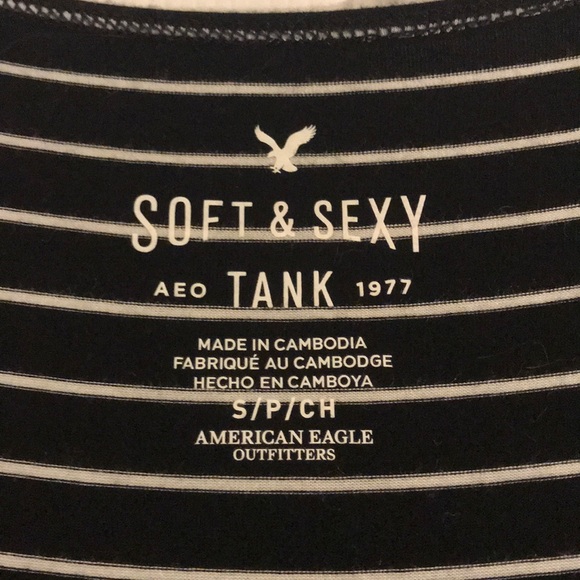 SOFT & SEXY
AEO TANK 1977
MADE IN CAMBODIA
FABRIQUÉ AU CAMBODGE
HECHO EN CAMBOYA
S/P/CH
AMERICAN EAGLE
OUTFITTERS